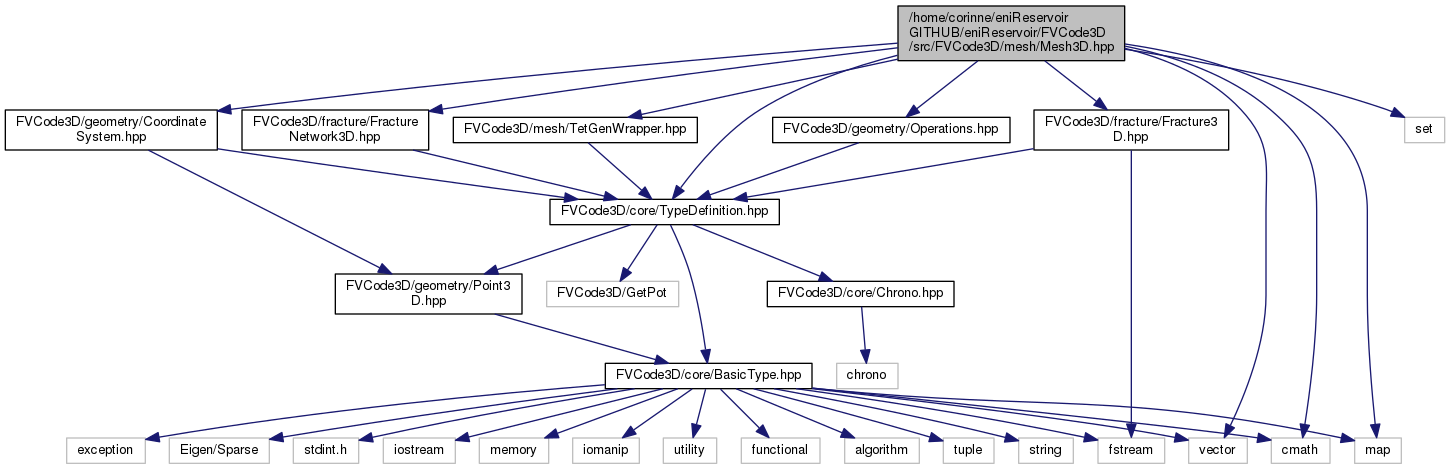 /home/corinne/eniReservoir
GITHUB/eniReservoir/FVCode3D
/src/FVCode3D/mesh/Mesh3D.hpp
FVCode3D/geometry/Coordinate
System.hpp
FVCode3D/fracture/Fracture
Network3D.hpp
FVCode3D/mesh/TetGenWrapper.hpp
FVCode3D/geometry/Operations.hpp
FVCode3D/fracture/Fracture3
D.hpp
set
FVCode3D/core/TypeDefinition.hpp
FVCode3D/geometry/Point3
D.hpp
FVCode3D/GetPot
FVCode3D/core/Chrono.hpp
FVCode3D/core/BasicType.hpp
chrono
exception
Eigen/Sparse
stdint.h
iostream
memory
iomanip
utility
functional
algorithm
tuple
string
fstream
vector
cmath
map